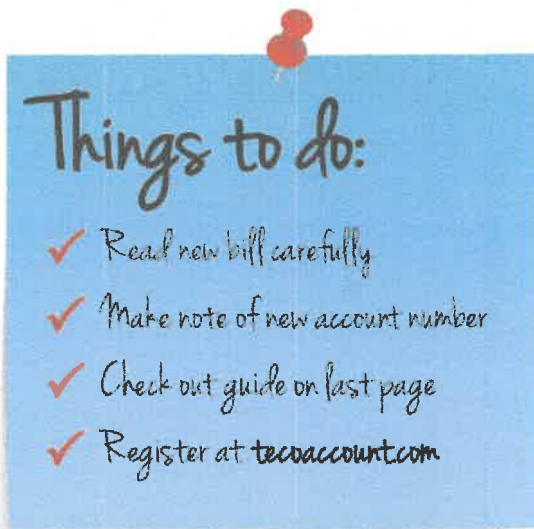 Things to do:
Read new bill carefully
Make note of new account number
Check out guide on last page
Register at tecoaccount.com